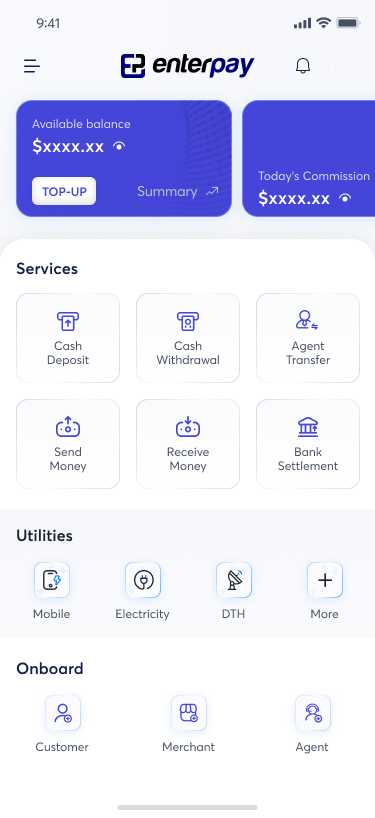 9:41
enterpay
Available balance
$xxxx.xx
TOP-UP
Summary
Today's Commission
$xxxx.xx
Services
Cash
Deposit
Cash
Withdrawal
Agent
Transfer
Send
Money
Receive
Money
Bank
Settlement
Utilities
Mobile
Electricity
DTH
More
Onboard
Customer
Merchant
Agent